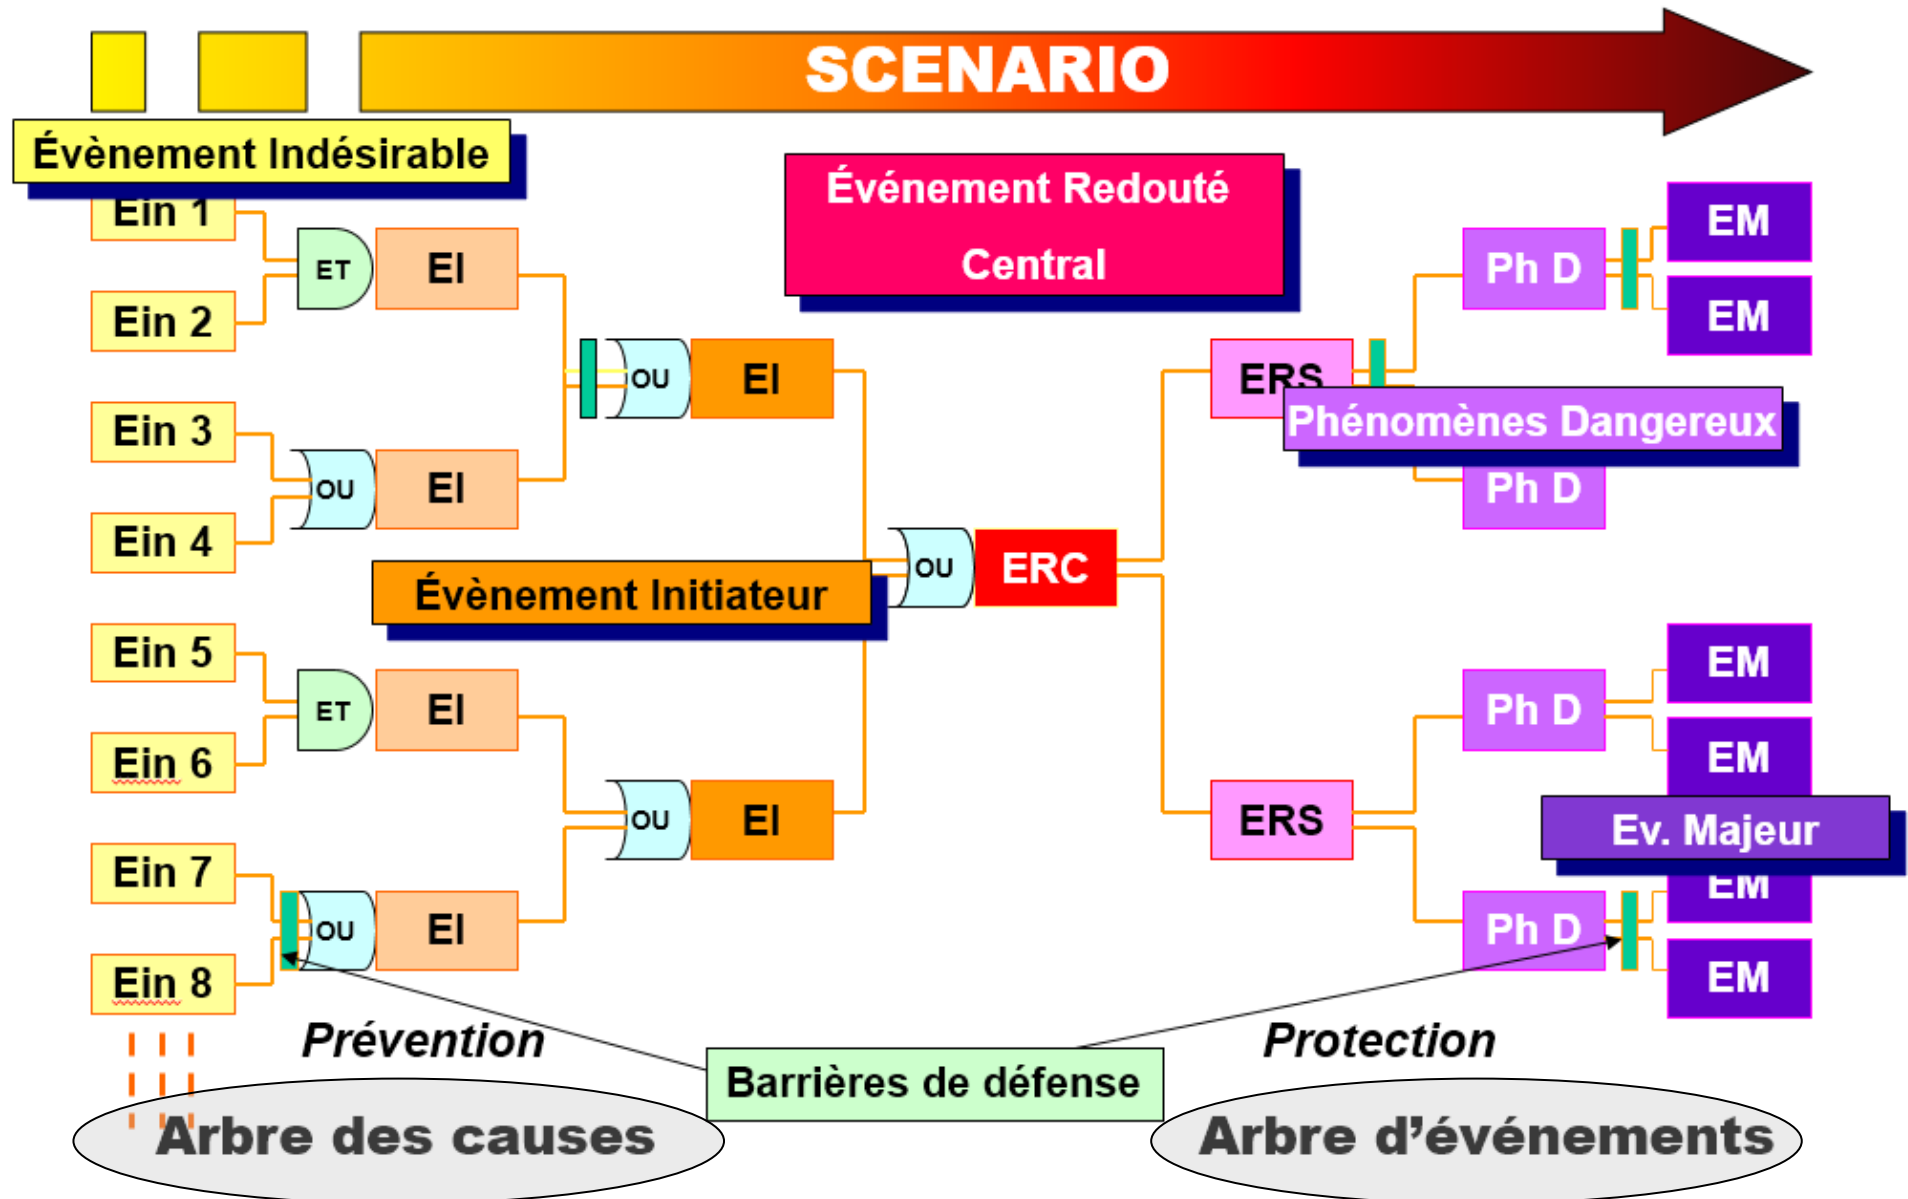 SCENARIO
Évènement Indésirable
Événement Redouté
Central
Ein 1
EM
ET
EI
Ph D
Ein 2
EM
OU
EI
ERS
Phénomènes Dangereux
Ein 3
OU
EI
Ph D
Ein 4
OU
ERC
Évènement Initiateur
Ein 5
EM
ET
EI
Ph D
Ein 6
EM
OU
EI
ERS
Ev. Majeur
Ein 7
EM
OU
EI
Ph D
Ein 8
EM
Prévention
Protection
Barrières de défense
Arbre des causes
Arbre d’événements